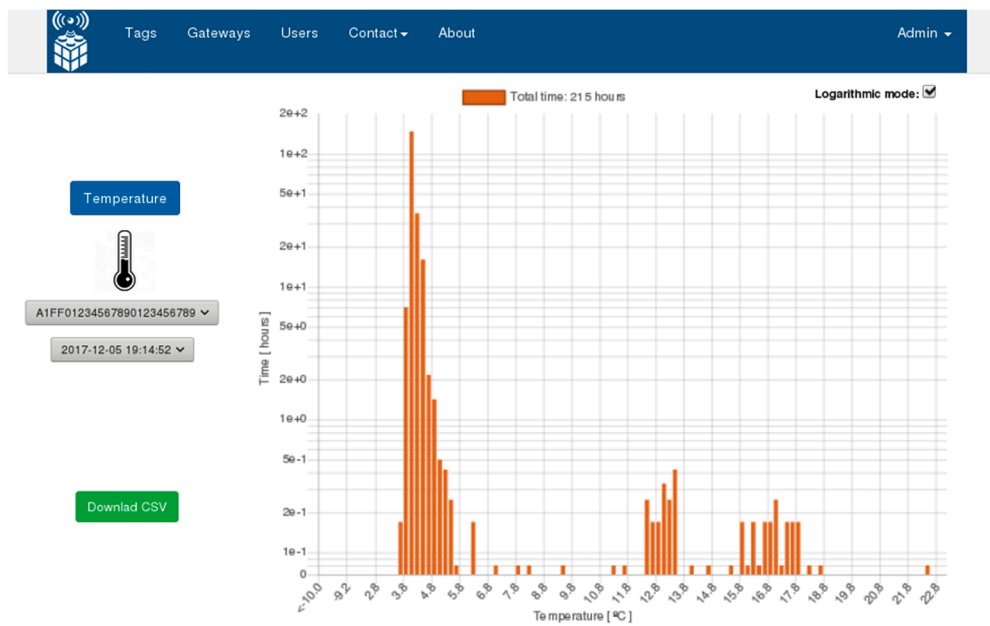 Tags Gateways Users Contact About Admin
Total time: 215 hours
Logarithmic mode:
Temperature
A1FF01234567890123456789
2017-12-05 19:14:52
Downlad CSV
Time [ hours ]
2e+2
1e+2
5e+1
2e+1
1e+1
5e+0
2e+0
1e+0
5e-1
2e-1
1e-1
0
<-10.0 -9.2 2.8 3.8 4.8 5.8 6.8 7.8 8.8 9.8 10.8 11.8 12.8 13.8 14.8 15.8 16.8 17.8 18.8 19.8 20.8 21.8 22.8
Temperature [ ºC ]